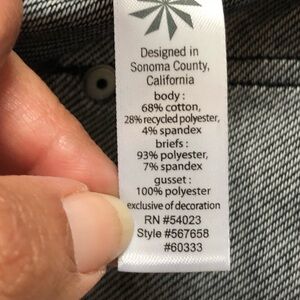 Designed in
Sonoma County,
California
body :
68% cotton,
28% recycled polyester,
4% spandex
briefs :
93% polyester,
7% spandex
gusset :
100% polyester
exclusive of decoration
RN #54023
Style #567658
#60333